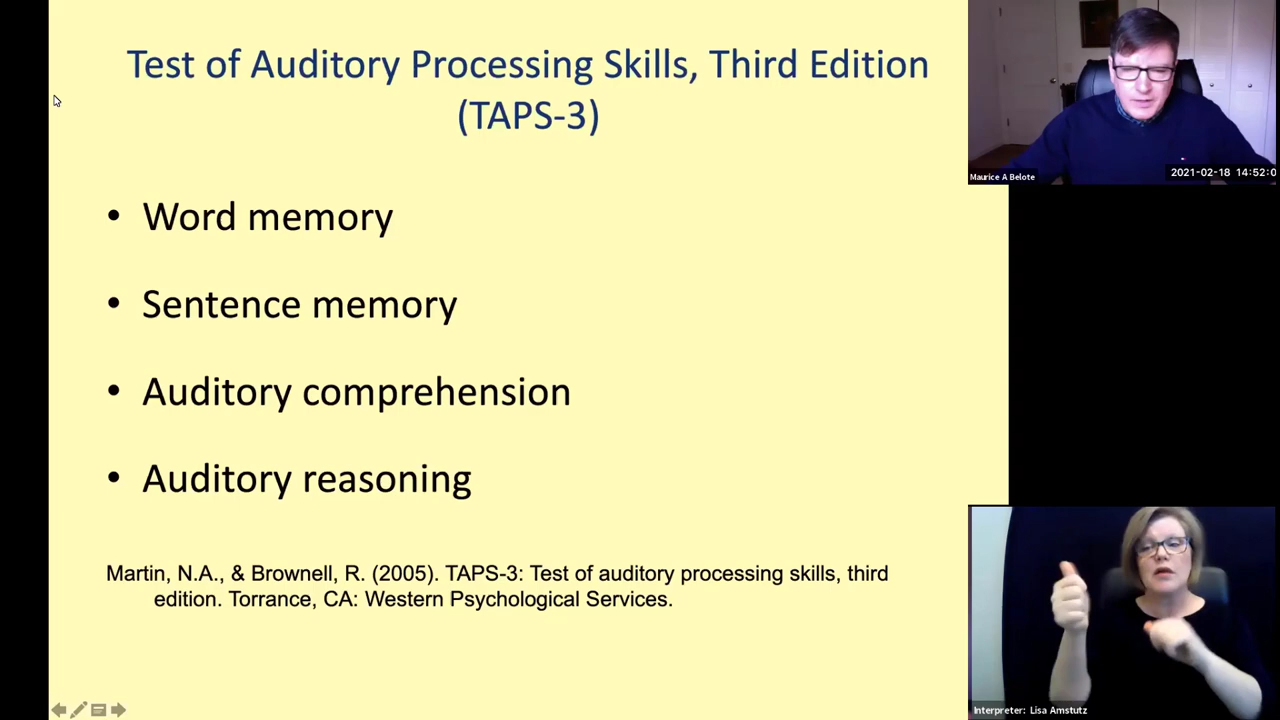 Test of Auditory Processing Skills, Third Edition
(TAPS-3)
• Word memory
• Sentence memory
• Auditory comprehension
• Auditory reasoning
Martin, N.A., & Brownell, R. (2005). TAPS-3: Test of auditory processing skills, third
edition. Torrance, CA: Western Psychological Services.
Maurice A Belote
2021-02-18 14:52:0
Interpreter: Lisa Amstutz